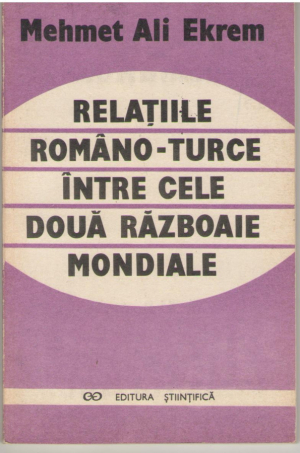 Mehmet Ali Ekrem
RELAȚIILE
ROMÂNO-TURCE
ÎNTRE CELE
DOUĂ RĂZBOAIE
MONDIALE
EDITURA ȘTIINȚIFICĂ